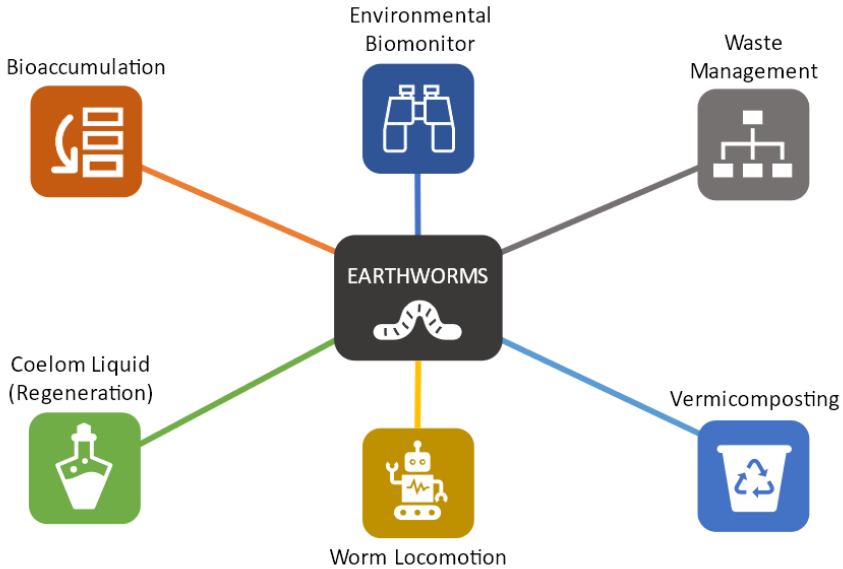 Environmental
Biomonitor
Bioaccumulation
Waste
Management
EARTHWORMS
Coelom Liquid
(Regeneration)
Vermicomposting
Worm Locomotion